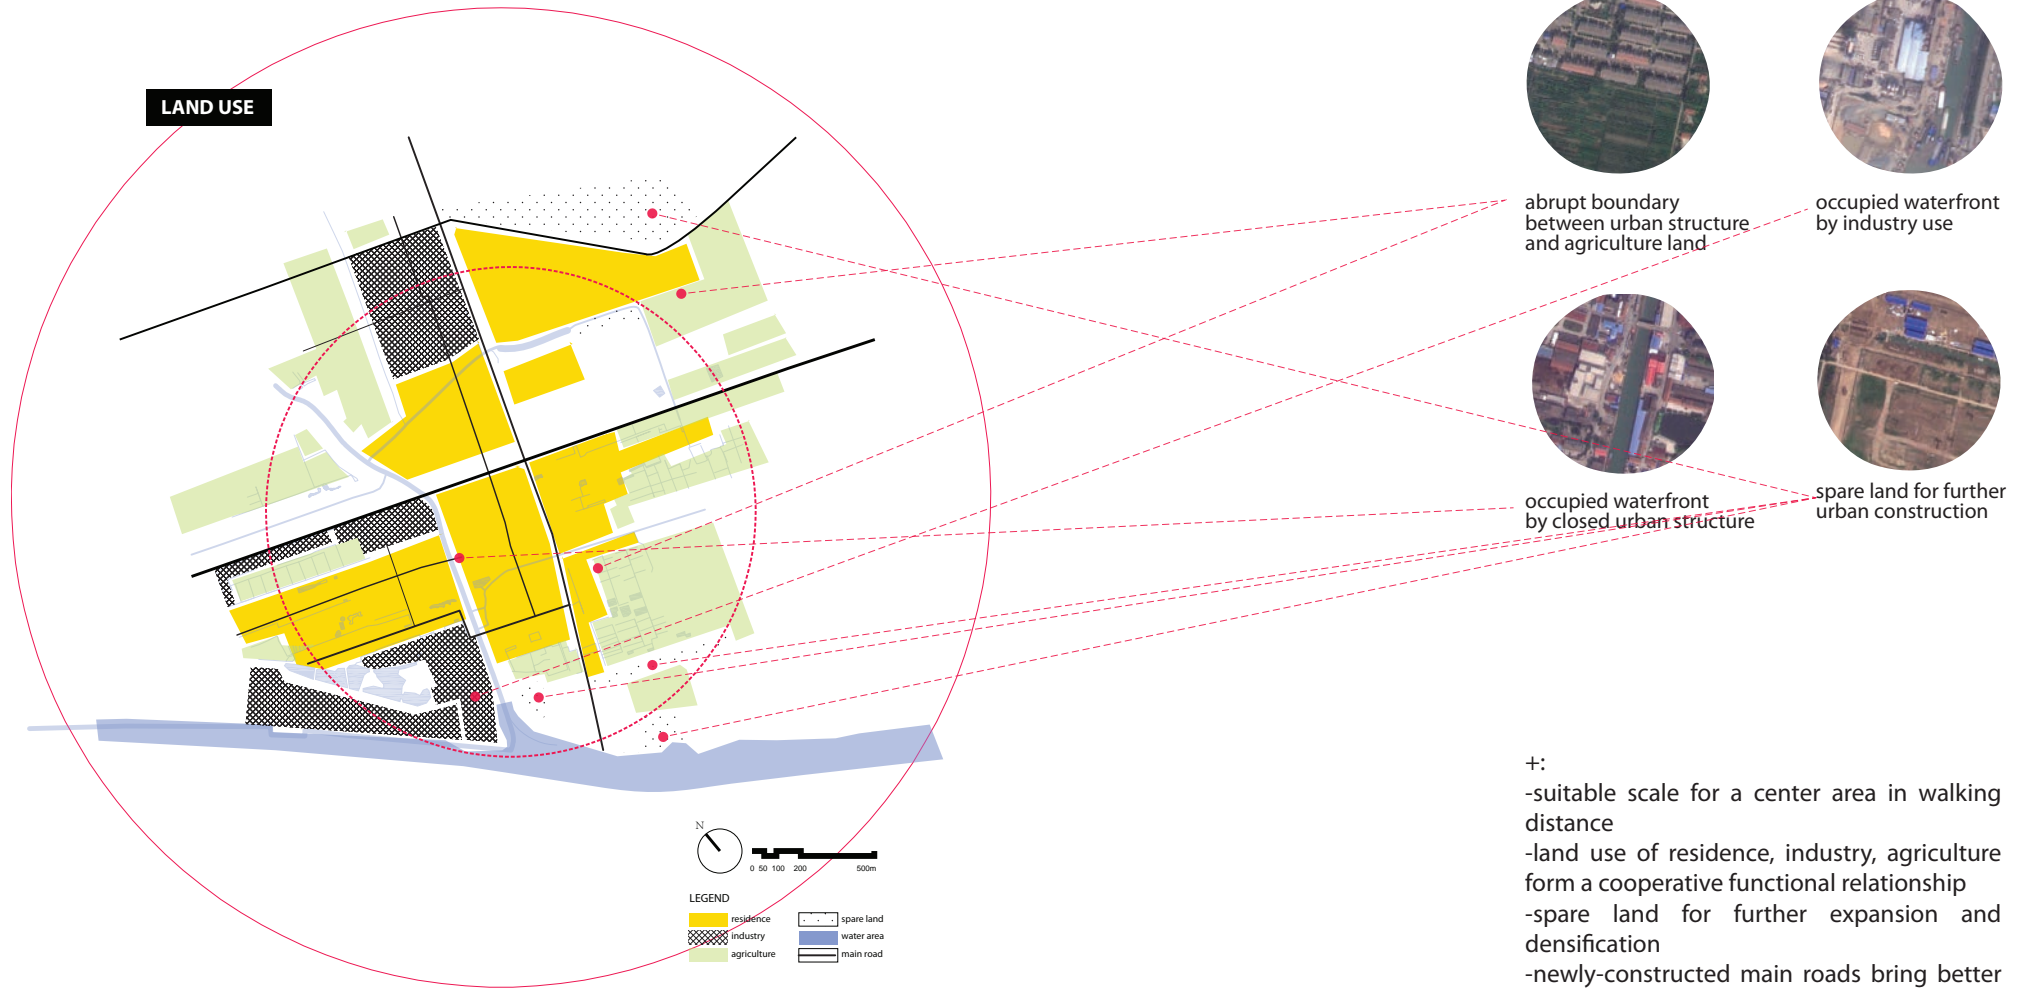 LAND USE
abrupt boundary
between urban structure
and agriculture land
occupied waterfront
by industry use
occupied waterfront
by closed urban structure
spare land for further
urban construction
N
0 50 100 200 500m
LEGEND
residence
industry
agriculture
spare land
water area
main road
+:
-suitable scale for a center area in walking
distance
-land use of residence, industry, agriculture
form a cooperative functional relationship
-spare land for further expansion and
densification
-newly-constructed main roads bring better